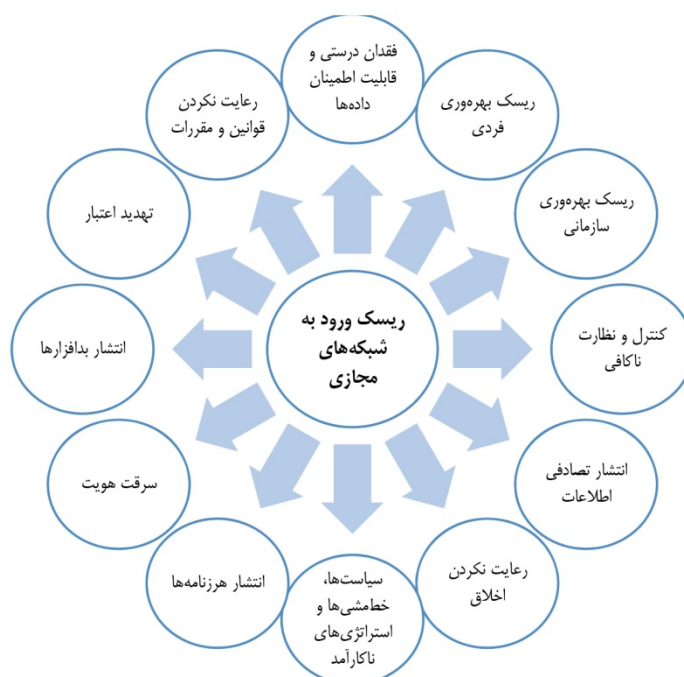 فقدان درستی و
قابلیت اطمینان
داده‌ها
ریسک بهره‌وری
فردی
ریسک بهره‌وری
سازمانی
کنترل و نظارت
ناکافی
انتشار تصادفی
اطلاعات
رعایت نکردن
اخلاق
سیاست‌ها،
خط‌مشی‌ها و
استراتژی‌های
ناکارآمد
انتشار هرزنامه‌ها
سرقت هویت
انتشار بدافزارها
تهدید اعتبار
رعایت نکردن
قوانین و مقررات
ریسک ورود به
شبکه‌های
مجازی